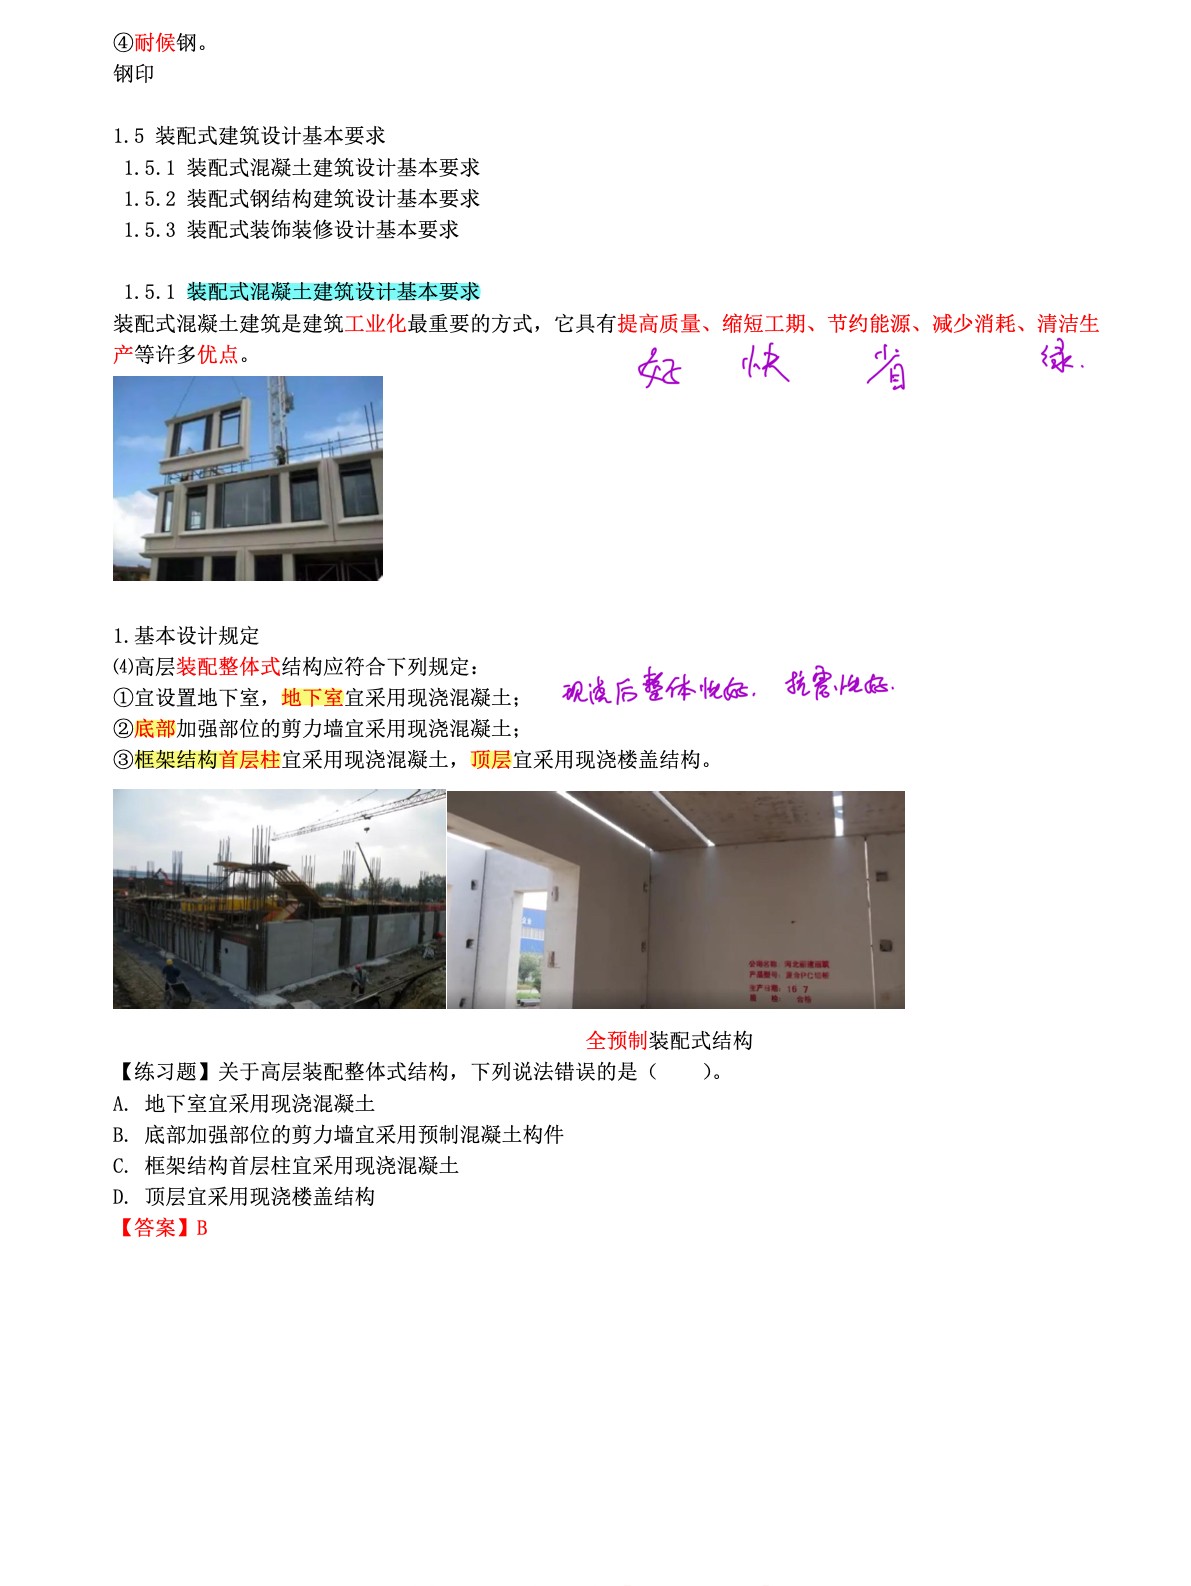 ④耐候钢。
钢印
1.5 装配式建筑设计基本要求
1.5.1 装配式混凝土建筑设计基本要求
1.5.2 装配式钢结构建筑设计基本要求
1.5.3 装配式装饰装修设计基本要求
1.5.1 装配式混凝土建筑设计基本要求
装配式混凝土建筑是建筑工业化最重要的方式，它具有提高质量、缩短工期、节约能源、减少消耗、清洁生
产等许多优点。
好 快 省 绿.
1.基本设计规定
⑷高层装配整体式结构应符合下列规定：
①宜设置地下室，地下室宜采用现浇混凝土；
现浇后整体性好. 抗震性好.
②底部加强部位的剪力墙宜采用现浇混凝土；
③框架结构首层柱宜采用现浇混凝土，顶层宜采用现浇楼盖结构。
公司名称：河北
产品型号：
生产日期：16 7
全预制装配式结构
【练习题】关于高层装配整体式结构，下列说法错误的是（　　）。
A. 地下室宜采用现浇混凝土
B. 底部加强部位的剪力墙宜采用预制混凝土构件
C. 框架结构首层柱宜采用现浇混凝土
D. 顶层宜采用现浇楼盖结构
【答案】B